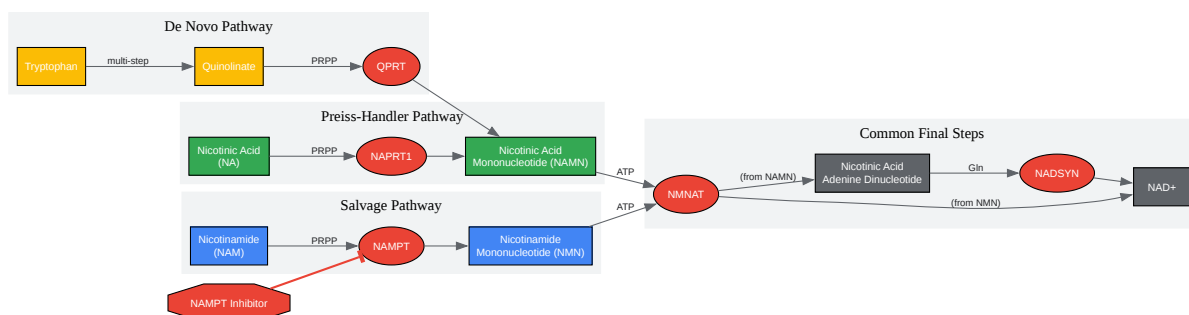 De Novo Pathway
Tryptophan
multi-step
Quinolinate
PRPP
QPRT
Preiss-Handler Pathway
Nicotinic Acid
(NA)
PRPP
NAPRT1
Nicotinic Acid
Mononucleotide (NAMN)
ATP
Salvage Pathway
Nicotinamide
(NAM)
PRPP
NAMPT
Nicotinamide
Mononucleotide (NMN)
ATP
NAMPT Inhibitor
Common Final Steps
NMNAT
(from NAMN)
Nicotinic Acid
Adenine Dinucleotide
Gln
NADSYN
(from NMN)
NAD+